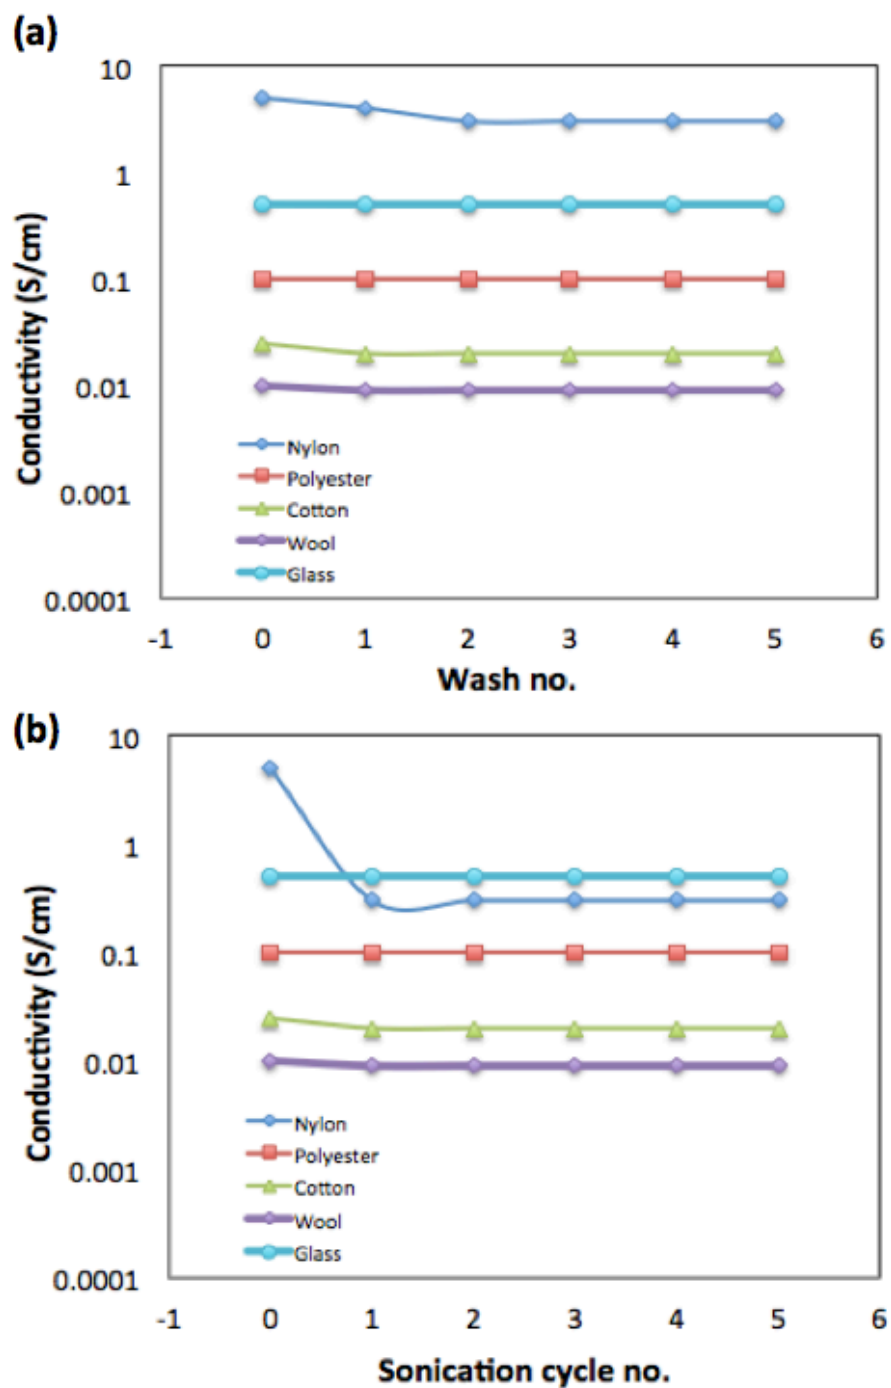 (a)
10
1
0.1
0.01
0.001
0.0001
Conductivity (S/cm)
Nylon
Polyester
Cotton
Wool
Glass
-1 0 1 2 3 4 5 6
Wash no.
(b)
10
1
0.1
0.01
0.001
0.0001
Conductivity (S/cm)
Nylon
Polyester
Cotton
Wool
Glass
-1 0 1 2 3 4 5 6
Sonication cycle no.